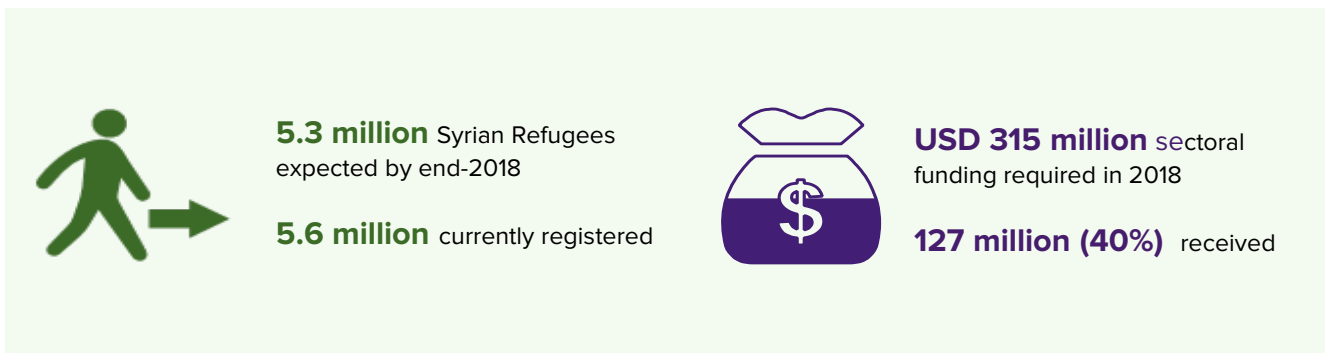 5.3 million Syrian Refugees
expected by end-2018
5.6 million currently registered
$
USD 315 million sectoral
funding required in 2018
127 million (40%) received